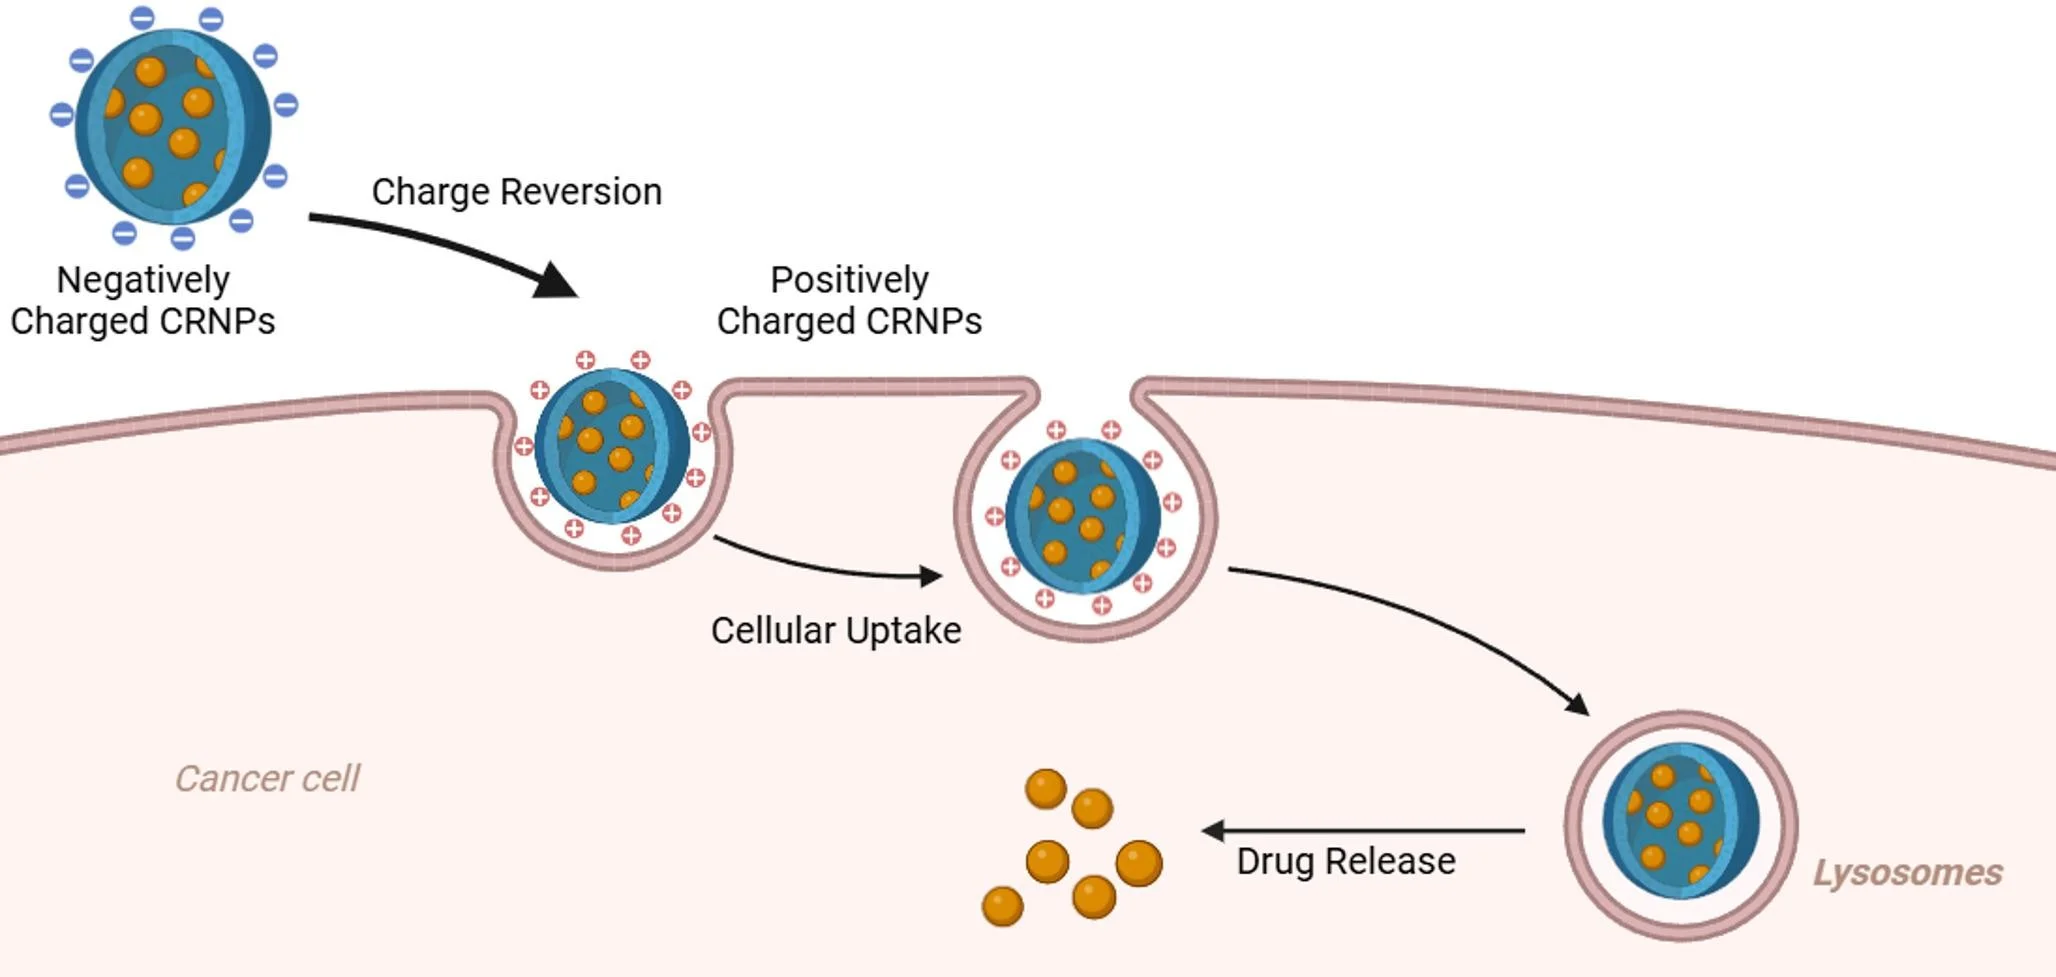 Charge Reversion
Negatively
Charged CRNPs
Positively
Charged CRNPs
Cellular Uptake
Cancer cell
Drug Release
Lysosomes